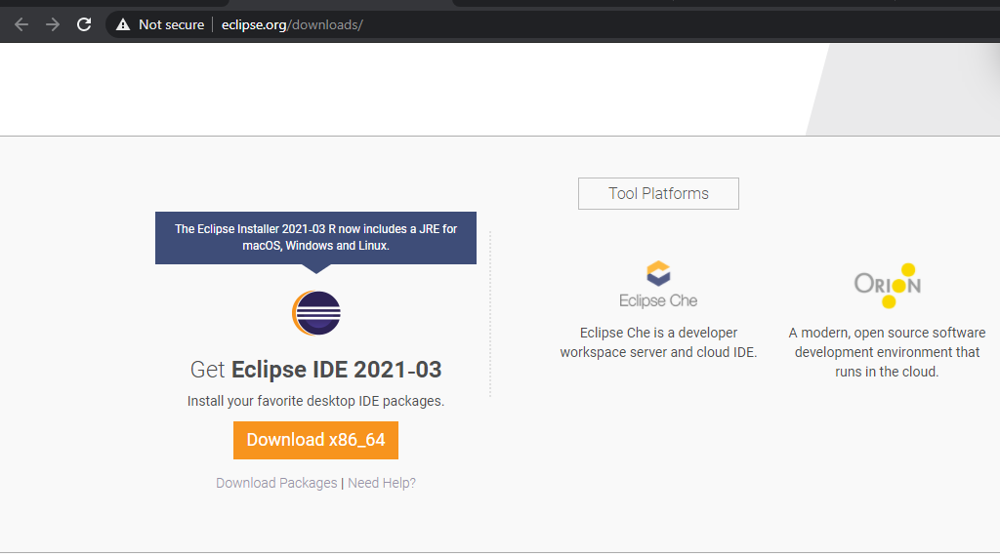 Not secure | eclipse.org/downloads/
Tool Platforms
The Eclipse Installer 2021-03 R now includes a JRE for
macOS, Windows and Linux.
Get Eclipse IDE 2021-03
Install your favorite desktop IDE packages.
Download x86_64
Download Packages | Need Help?
Eclipse Che
Eclipse Che is a developer
workspace server and cloud IDE.
ORION
A modern, open source software
development environment that
runs in the cloud.